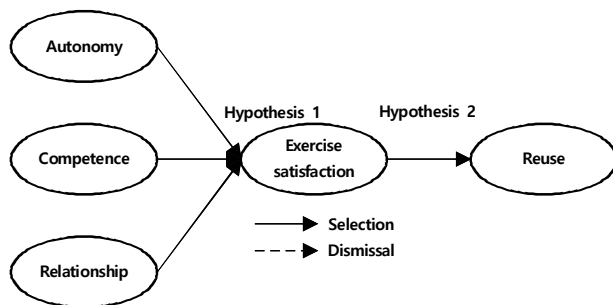 Autonomy
Hypothesis 1
Hypothesis 2
Competence
Exercise
satisfaction
Reuse
Selection
Dismissal
Relationship